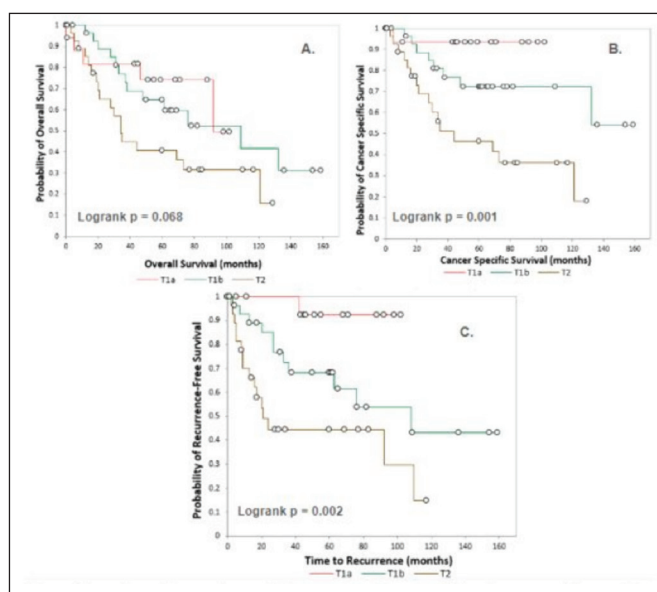 A.
Probability of Overall Survival
1
0.9
0.8
0.7
0.6
0.5
0.4
0.3
0.2
0.1
0
Logrank p = 0.068
0 20 40 60 80 100 120 140 160
Overall Survival (months)
T1a T1b T2
B.
Probability of Cancer Specific Survival
1
0.9
0.8
0.7
0.6
0.5
0.4
0.3
0.2
0.1
0
Logrank p = 0.001
0 20 40 60 80 100 120 140 160
Cancer Specific Survival (months)
T1a T1b T2
C.
Probability of Recurrence-Free Survival
1
0.9
0.8
0.7
0.6
0.5
0.4
0.3
0.2
0.1
0
Logrank p = 0.002
0 20 40 60 80 100 120 140 160
Time to Recurrence (months)
T1a T1b T2